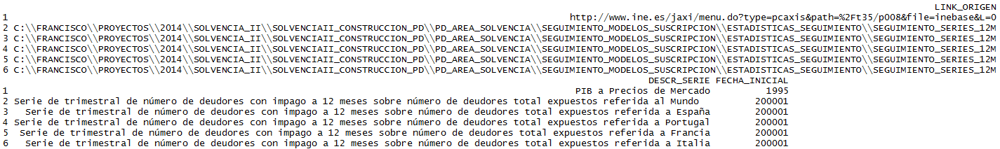 LINK_ORIGEN
1 http://www.ine.es/jaxi/menu.do?type=pcaxis&path=%2Ft35/p008&file=inebase&L=0
2 C:\\FRANCISCO\\PROYECTOS\\2014\\SOLVENCIA_II\\SOLVENCIAII_CONSTRUCCION_PD\\PD_AREA_SOLVENCIA\\SEGUIMIENTO_MODELOS_SUSCRIPCION\\ESTADISTICAS_SEGUIMIENTO\\SEGUIMIENTO_SERIES_12M
3 C:\\FRANCISCO\\PROYECTOS\\2014\\SOLVENCIA_II\\SOLVENCIAII_CONSTRUCCION_PD\\PD_AREA_SOLVENCIA\\SEGUIMIENTO_MODELOS_SUSCRIPCION\\ESTADISTICAS_SEGUIMIENTO\\SEGUIMIENTO_SERIES_12M
4 C:\\FRANCISCO\\PROYECTOS\\2014\\SOLVENCIA_II\\SOLVENCIAII_CONSTRUCCION_PD\\PD_AREA_SOLVENCIA\\SEGUIMIENTO_MODELOS_SUSCRIPCION\\ESTADISTICAS_SEGUIMIENTO\\SEGUIMIENTO_SERIES_12M
5 C:\\FRANCISCO\\PROYECTOS\\2014\\SOLVENCIA_II\\SOLVENCIAII_CONSTRUCCION_PD\\PD_AREA_SOLVENCIA\\SEGUIMIENTO_MODELOS_SUSCRIPCION\\ESTADISTICAS_SEGUIMIENTO\\SEGUIMIENTO_SERIES_12M
6 C:\\FRANCISCO\\PROYECTOS\\2014\\SOLVENCIA_II\\SOLVENCIAII_CONSTRUCCION_PD\\PD_AREA_SOLVENCIA\\SEGUIMIENTO_MODELOS_SUSCRIPCION\\ESTADISTICAS_SEGUIMIENTO\\SEGUIMIENTO_SERIES_12M
DESCR_SERIE FECHA_INICIAL
1 PIB a Precios de Mercado 1995
2 Serie de trimestral de número de deudores con impago a 12 meses sobre número de deudores total expuestos referida al Mundo 200001
3 Serie de trimestral de número de deudores con impago a 12 meses sobre número de deudores total expuestos referida a España 200001
4 Serie de trimestral de número de deudores con impago a 12 meses sobre número de deudores total expuestos referida a Portugal 200001
5 Serie de trimestral de número de deudores con impago a 12 meses sobre número de deudores total expuestos referida a Francia 200001
6 Serie de trimestral de número de deudores con impago a 12 meses sobre número de deudores total expuestos referida a Italia 200001